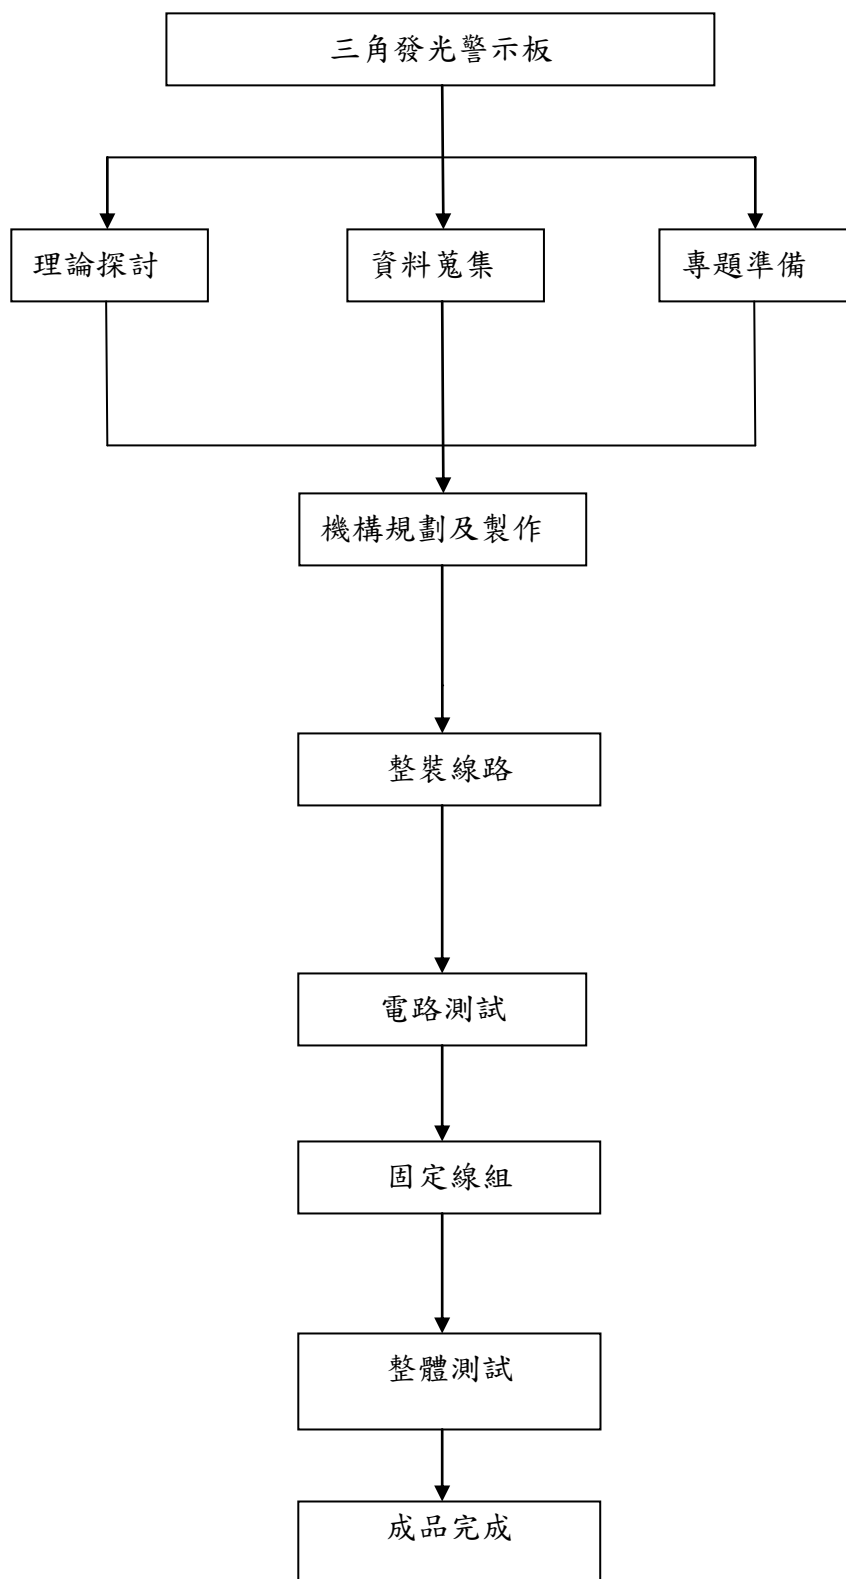 三角發光警示板
理論探討
資料蒐集
專題準備
機構規劃及製作
整裝線路
電路測試
固定線組
整體測試
成品完成